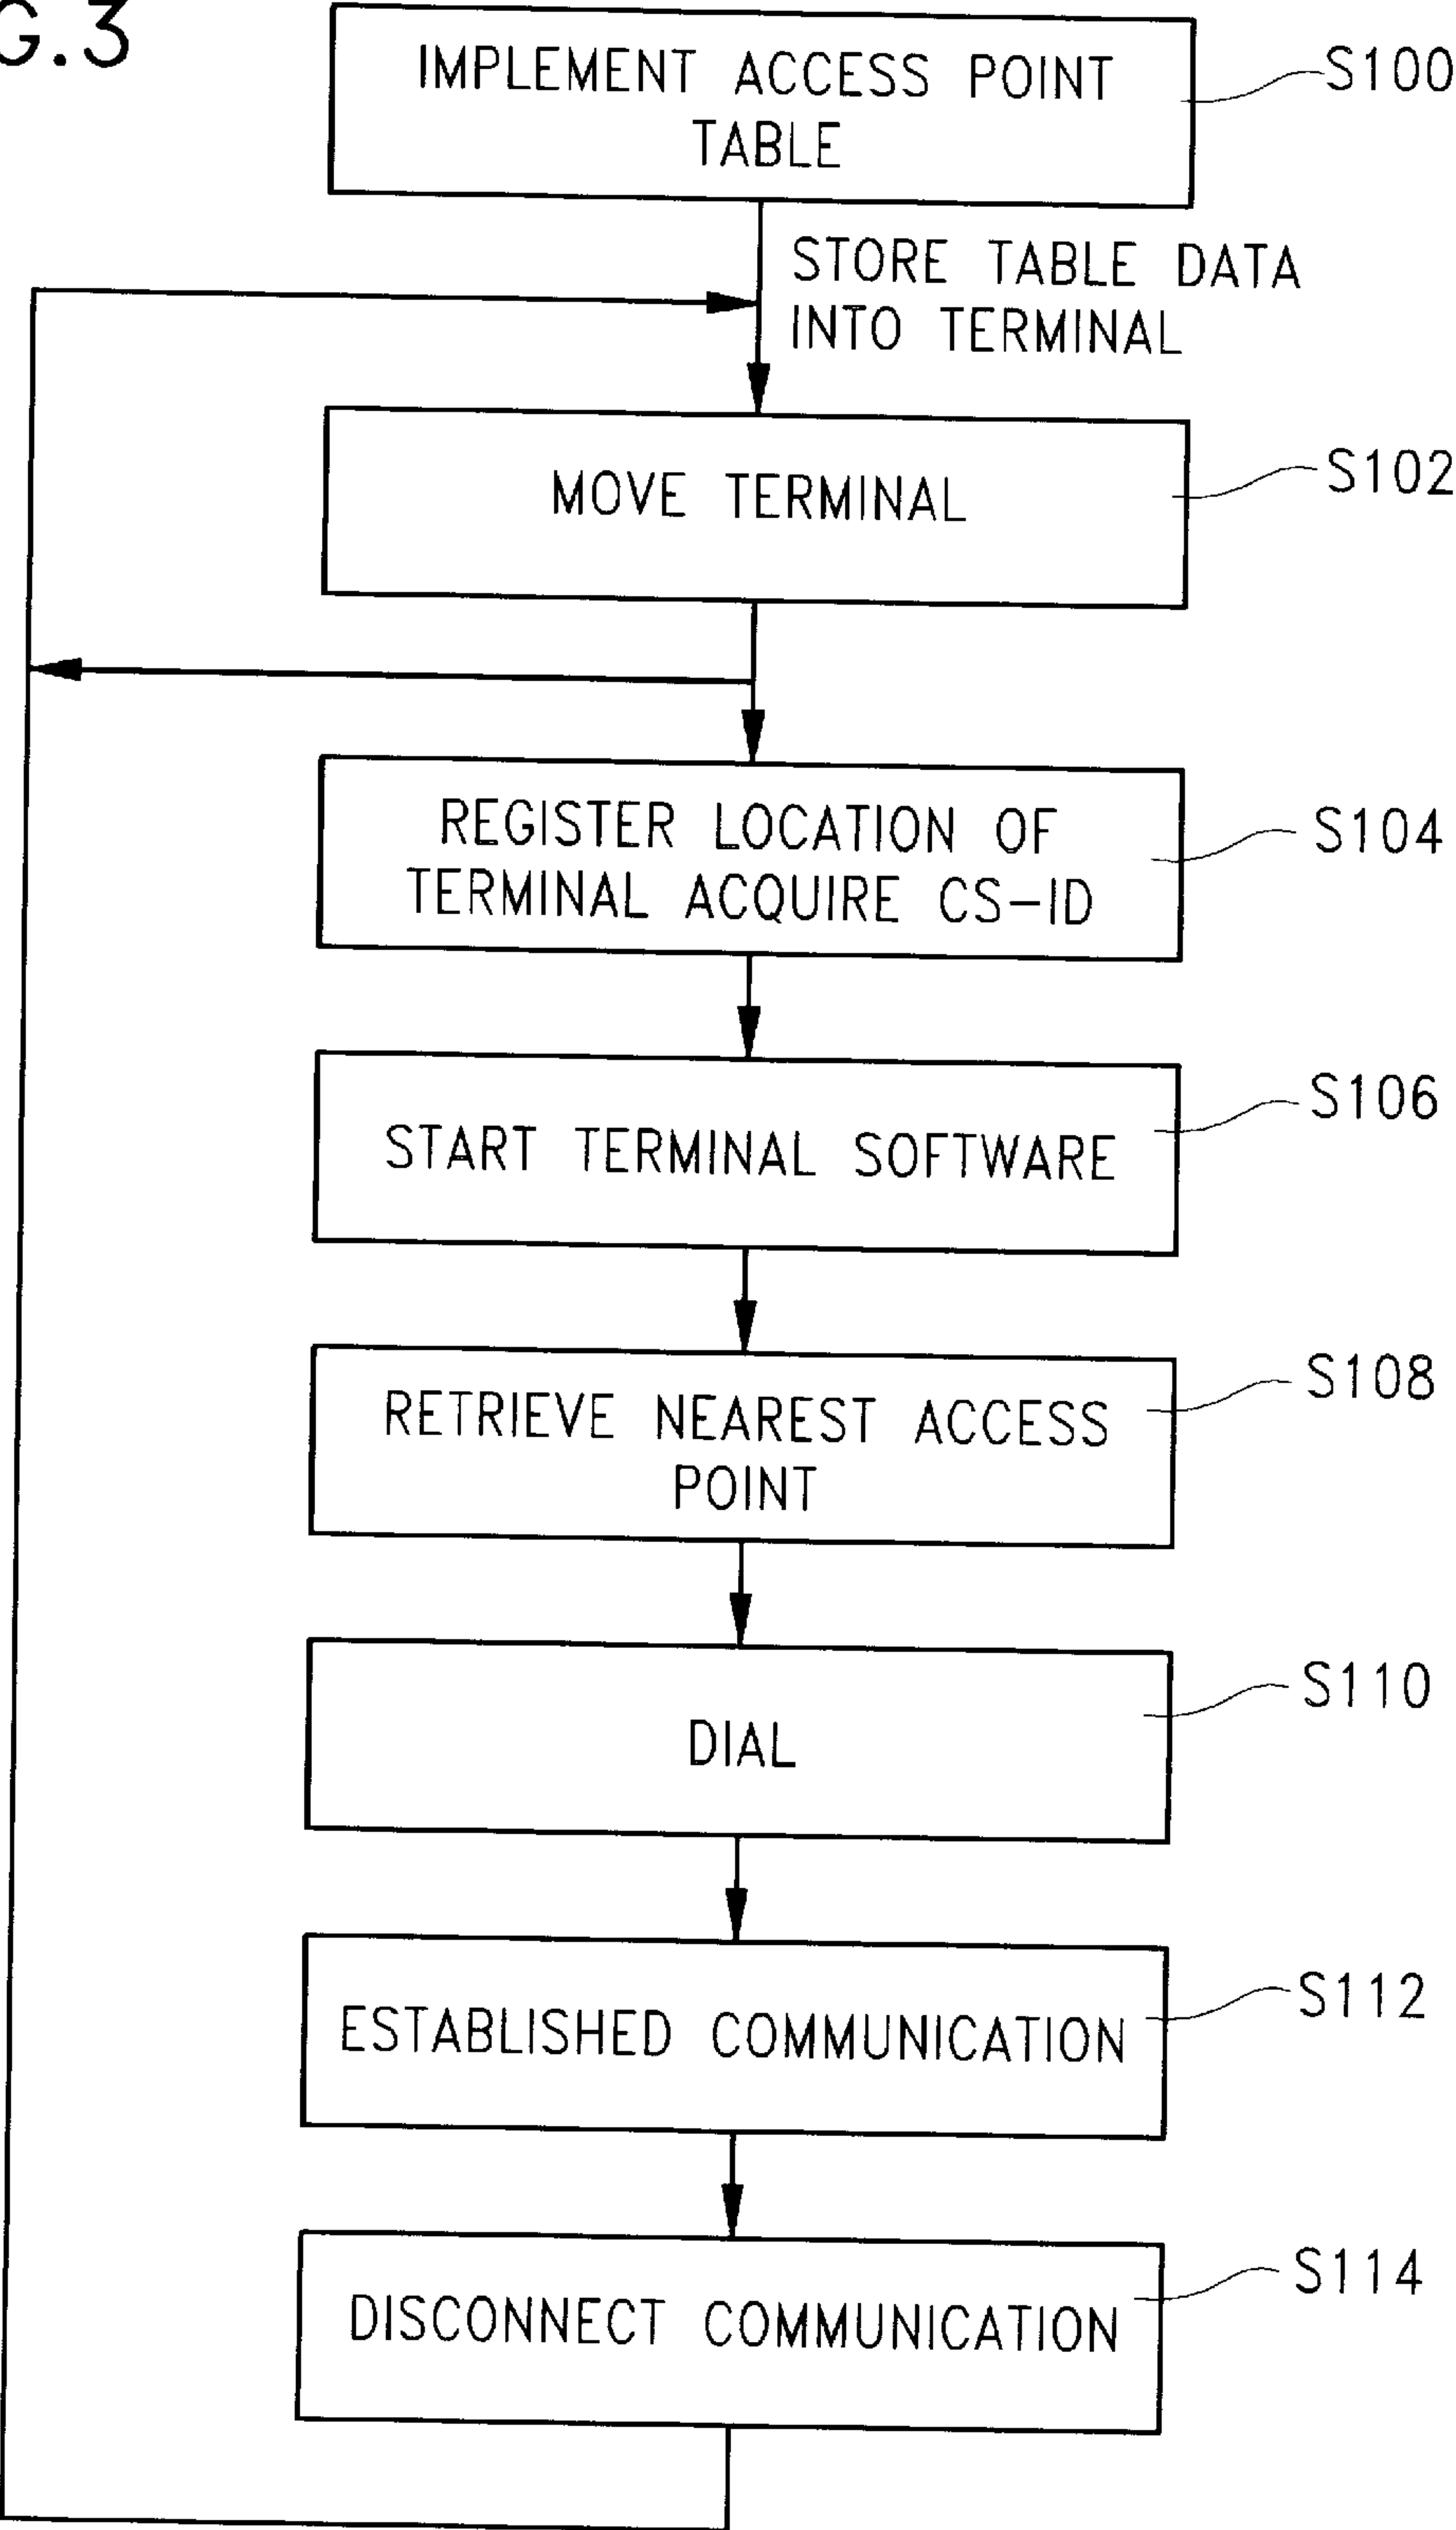 G.3
IMPLEMENT ACCESS POINT
TABLE
S100
STORE TABLE DATA
INTO TERMINAL
MOVE TERMINAL
S102
REGISTER LOCATION OF
TERMINAL ACQUIRE CS-ID
S104
START TERMINAL SOFTWARE
S106
RETRIEVE NEAREST ACCESS
POINT
S108
DIAL
S110
ESTABLISHED COMMUNICATION
S112
DISCONNECT COMMUNICATION
S114